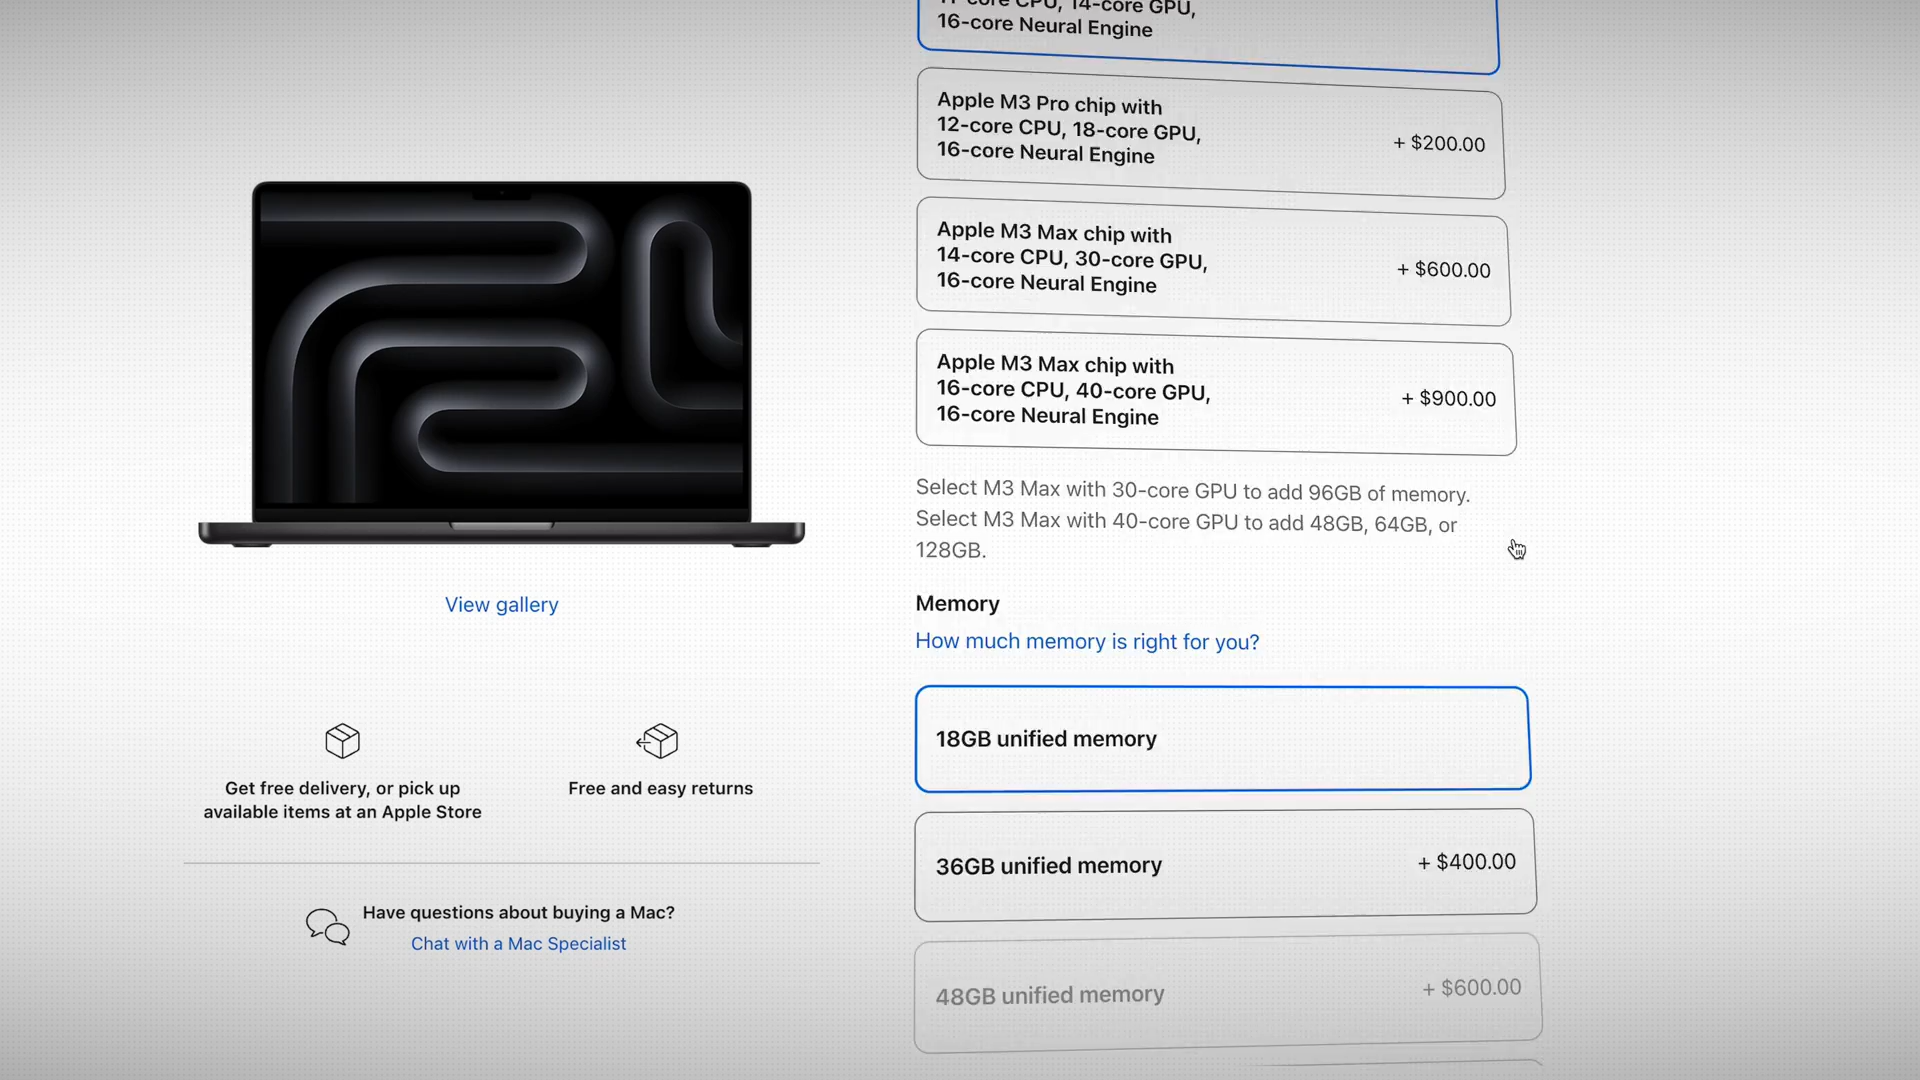 11-core CPU, 14-core GPU,
16-core Neural Engine
Apple M3 Pro chip with
12-core CPU, 18-core GPU,
16-core Neural Engine
+ $200.00
Apple M3 Max chip with
14-core CPU, 30-core GPU,
16-core Neural Engine
+ $600.00
Apple M3 Max chip with
16-core CPU, 40-core GPU,
16-core Neural Engine
+ $900.00
Select M3 Max with 30-core GPU to add 96GB of memory.
Select M3 Max with 40-core GPU to add 48GB, 64GB, or
128GB.
Memory
How much memory is right for you?
18GB unified memory
36GB unified memory
+ $400.00
48GB unified memory
+ $600.00
View gallery
Get free delivery, or pick up
available items at an Apple Store
Free and easy returns
Have questions about buying a Mac?
Chat with a Mac Specialist